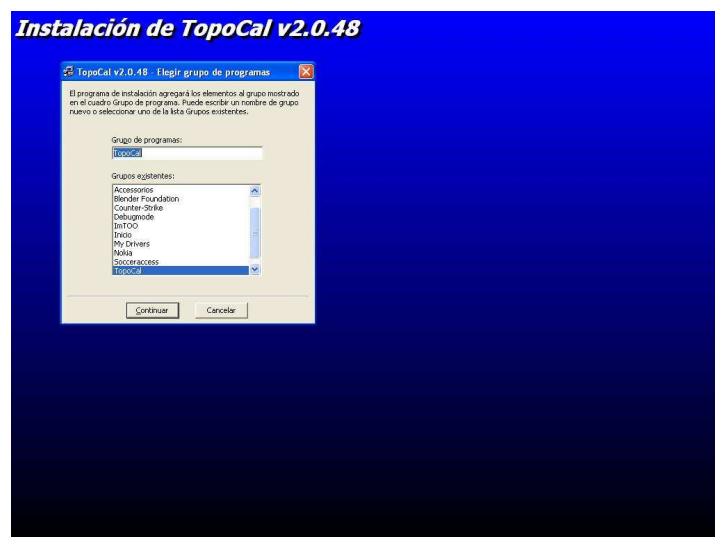 Instalación de TopoCal v2.0.48
TopoCal v2.0.48 - Elegir grupo de programas
El programa de instalación agregará los elementos al grupo mostrado
en el cuadro Grupo de programa. Puede escribir un nombre de grupo
nuevo o seleccionar uno de la lista Grupos existentes.
Grupo de programas:
TopoCal
Grupos existentes:
Accessorios
Blender Foundation
Counter-Strike
Debugmode
ImTOO
Inicio
My Drivers
Nokia
Socceraccess
TopoCal
Continuar
Cancelar